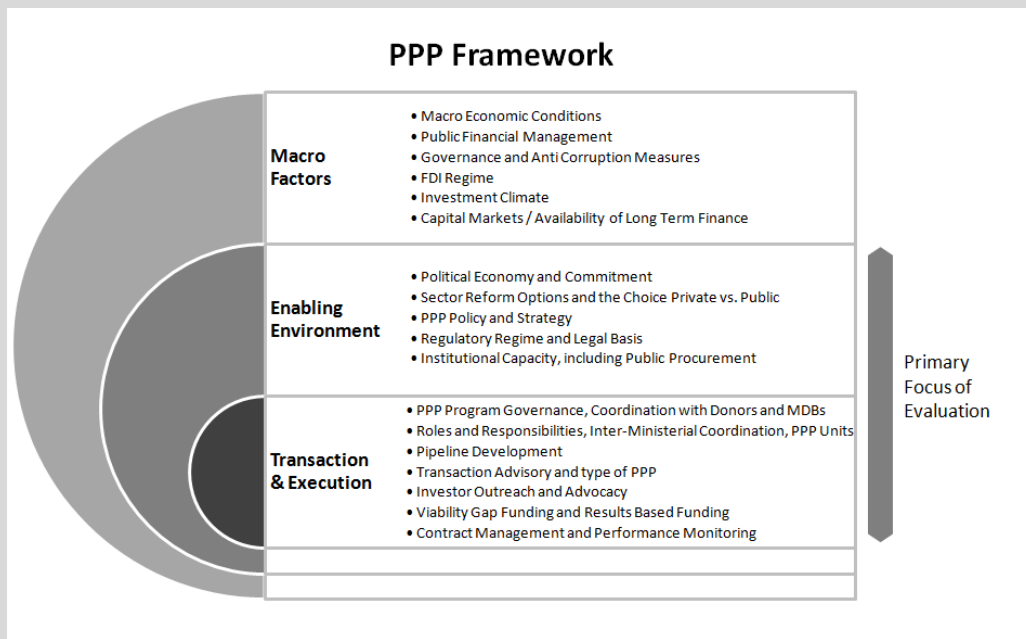 PPP Framework
Macro
Factors
• Macro Economic Conditions
• Public Financial Management
• Governance and Anti Corruption Measures
• FDI Regime
• Investment Climate
• Capital Markets / Availability of Long Term Finance
Enabling
Environment
• Political Economy and Commitment
• Sector Reform Options and the Choice Private vs. Public
• PPP Policy and Strategy
• Regulatory Regime and Legal Basis
• Institutional Capacity, including Public Procurement
Transaction
& Execution
• PPP Program Governance, Coordination with Donors and MDBs
• Roles and Responsibilities, Inter-Ministerial Coordination, PPP Units
• Pipeline Development
• Transaction Advisory and type of PPP
• Investor Outreach and Advocacy
• Viability Gap Funding and Results Based Funding
• Contract Management and Performance Monitoring
Primary
Focus of
Evaluation